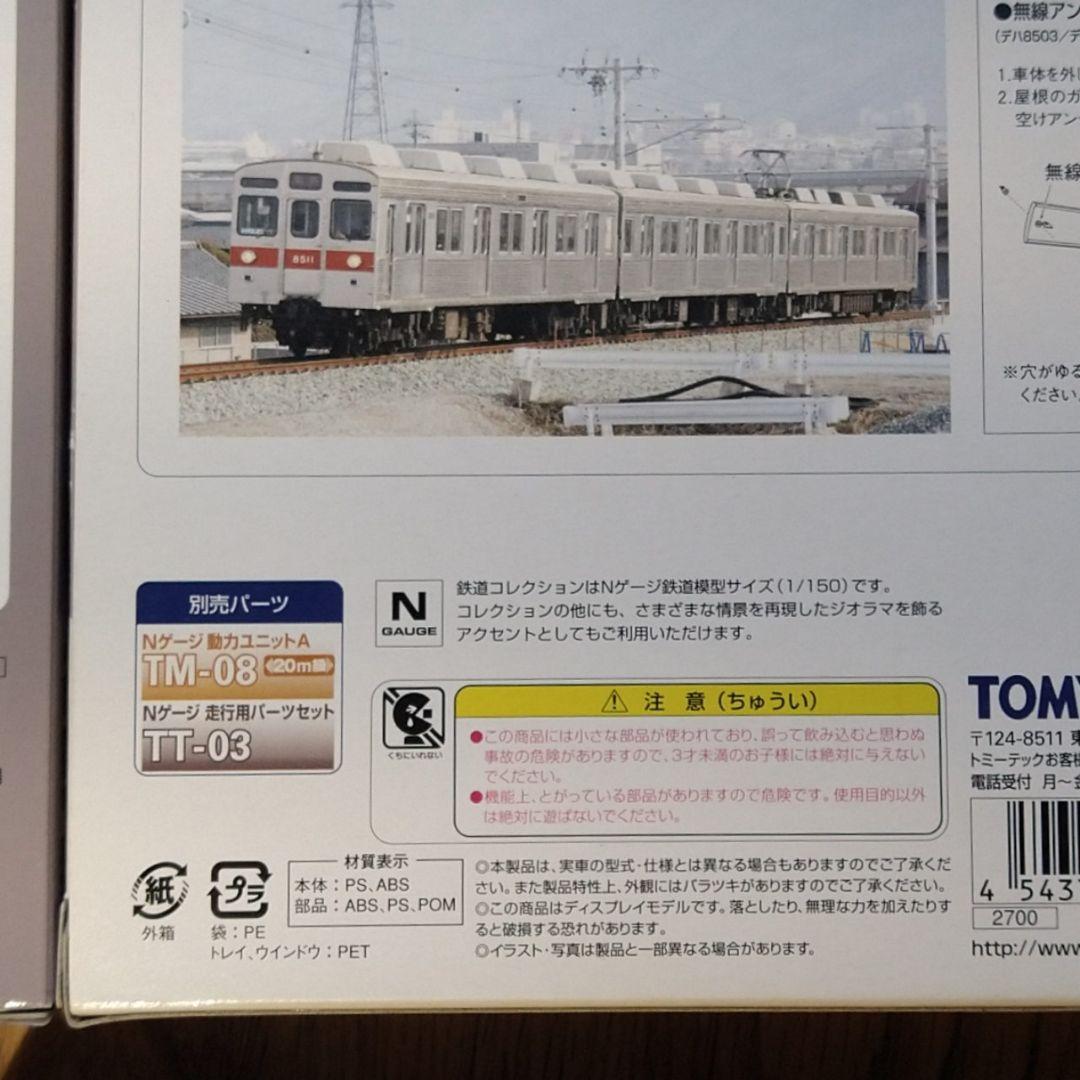 ●無線アン
(デハ8503/デ
1.車体を外
2.屋根のガ
空けアン
無線
8511
※穴がゆる
ください
別売パーツ
Nゲージ 動力ユニットA
TM-08 20m級
Nゲージ 走行用パーツセット
TT-03
N
GAUGE
鉄道コレクションはNゲージ鉄道模型サイズ(1/150)です。
コレクションの他にも、さまざまな情景を再現したジオラマを飾る
アクセントとしてもご利用いただけます。
くちにいれない
注 意(ちゅうい)
●この商品には小さな部品が使われており、誤って飲み込むと思わぬ
事故の危険がありますので、3才未満のお子様には絶対に与えない
でください。
●機能上、とがっている部品がありますので危険です。使用目的以外
は絶対に遊ばないでください。
TOMY
〒124-8511 東
トミーテックお客様
電話受付 月~金
紙
外箱
プラ
袋:PE
トレイ、ウインドウ:PET
材質表示
本体:PS、ABS
部品:ABS、PS、POM
◎本製品は、実車の型式・仕様とは異なる場合もありますのでご了承くだ
さい。また製品特性上、外観にはバラツキがありますのでご了承ください。
◎この商品はディスプレイモデルです。落としたり、無理な力を加えたりす
ると破損する恐れがあります。
◎イラスト・写真は製品と一部異なる場合があります。
4 543
2700
http://www